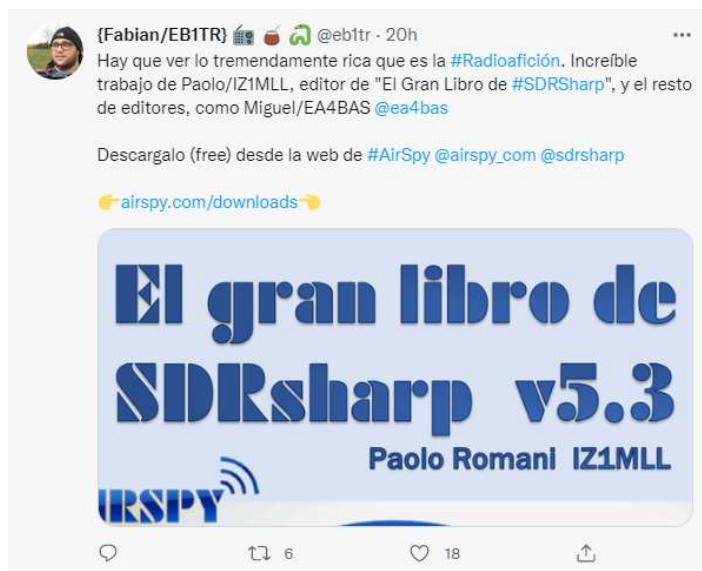 {Fabian/EB1TR} 📻 🧉 🐍 @eb1tr · 20h
Hay que ver lo tremendamente rica que es la #Radioafición. Increíble
trabajo de Paolo/IZ1MLL, editor de "El Gran Libro de #SDRSharp", y el resto
de editores, como Miguel/EA4BAS @ea4bas
Descargalo (free) desde la web de #AirSpy @airspy_com @sdrsharp
👉airspy.com/downloads👈
El gran libro de
SDRsharp v5.3
Paolo Romani IZ1MLL
IRSPY
6
18